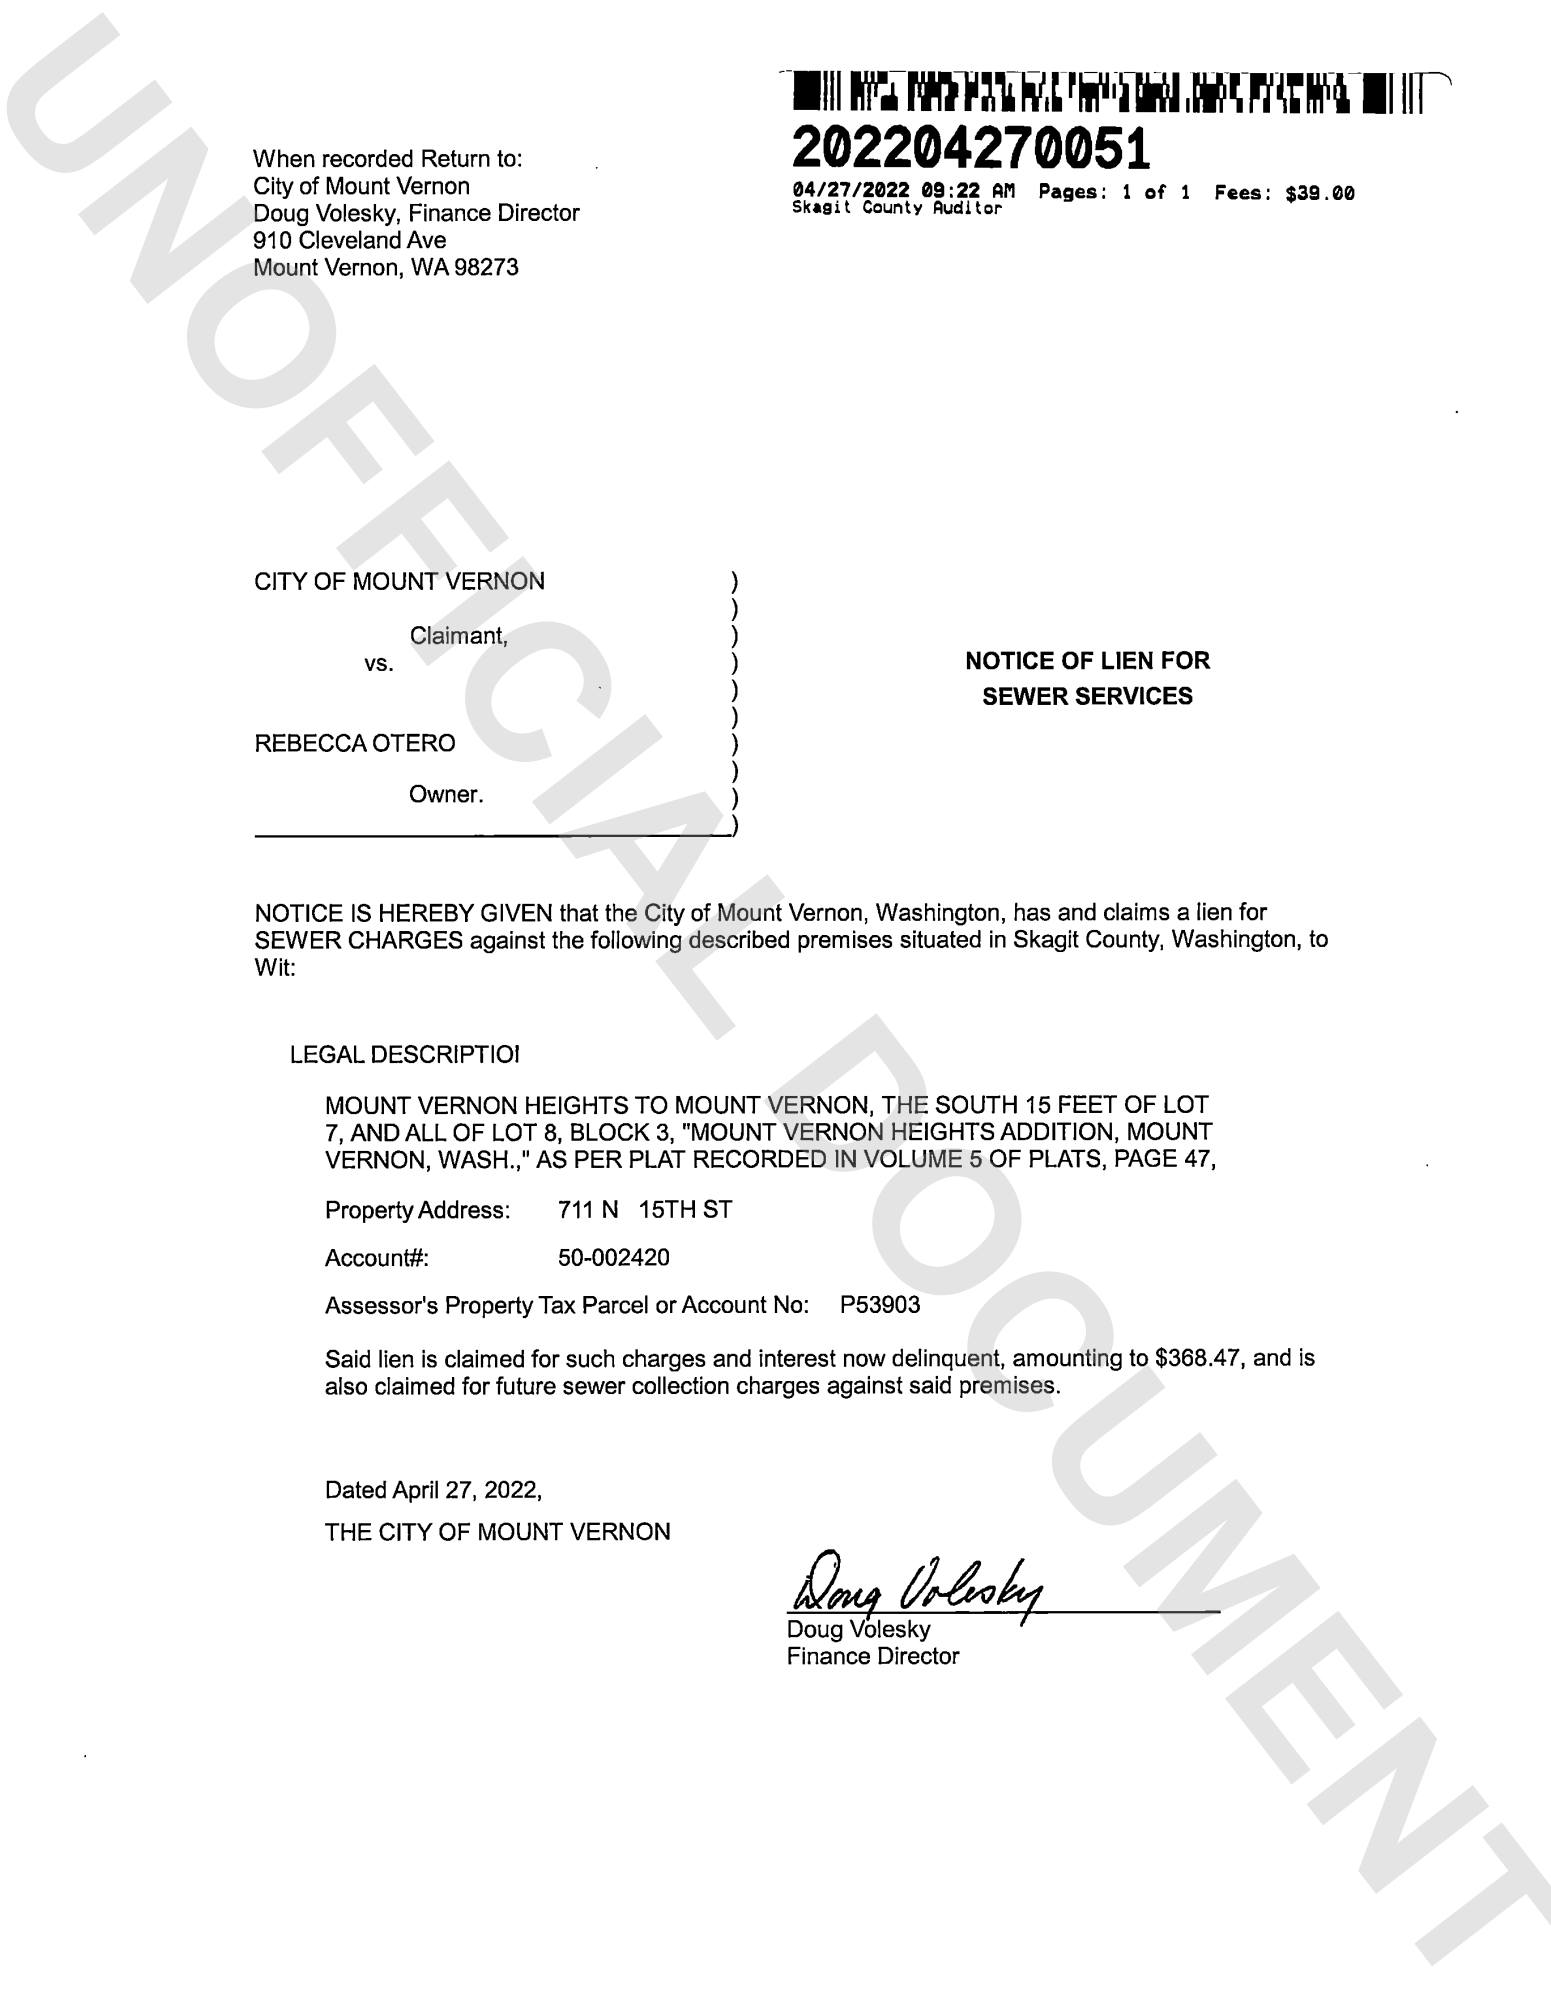 202204270051
04/27/2022 09:22 AM Pages: 1 of 1 Fees: $39.00
Skagit County Auditor
When recorded Return to:
City of Mount Vernon
Doug Volesky, Finance Director
910 Cleveland Ave
Mount Vernon, WA 98273
CITY OF MOUNT VERNON )
)
Claimant, )
vs. )
)
)
REBECCA OTERO )
)
Owner. )
)
NOTICE OF LIEN FOR
SEWER SERVICES
NOTICE IS HEREBY GIVEN that the City of Mount Vernon, Washington, has and claims a lien for
SEWER CHARGES against the following described premises situated in Skagit County, Washington, to
Wit:
LEGAL DESCRIPTIOI
MOUNT VERNON HEIGHTS TO MOUNT VERNON, THE SOUTH 15 FEET OF LOT
7, AND ALL OF LOT 8, BLOCK 3, "MOUNT VERNON HEIGHTS ADDITION, MOUNT
VERNON, WASH.," AS PER PLAT RECORDED IN VOLUME 5 OF PLATS, PAGE 47,
Property Address: 711 N 15TH ST
Account#: 50-002420
Assessor's Property Tax Parcel or Account No: P53903
Said lien is claimed for such charges and interest now delinquent, amounting to $368.47, and is
also claimed for future sewer collection charges against said premises.
Dated April 27, 2022,
THE CITY OF MOUNT VERNON
Doug Volesky
Doug Volesky
Finance Director
UNOFFICIAL DOCUMENT